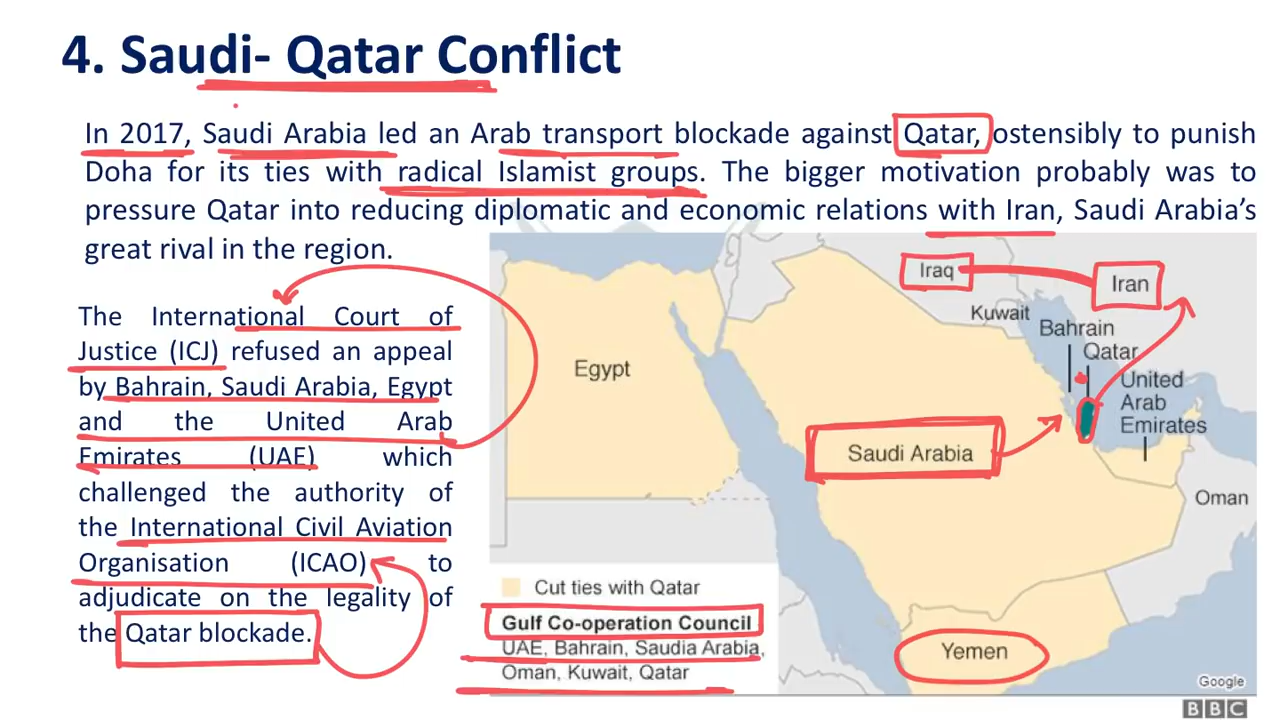 4. Saudi- Qatar Conflict
In 2017, Saudi Arabia led an Arab transport blockade against Qatar, ostensibly to punish
Doha for its ties with radical Islamist groups. The bigger motivation probably was to
pressure Qatar into reducing diplomatic and economic relations with Iran, Saudi Arabia’s
great rival in the region.
The International Court of
Justice (ICJ) refused an appeal
by Bahrain, Saudi Arabia, Egypt
and the United Arab
Emirates (UAE) which
challenged the authority of
the International Civil Aviation
Organisation (ICAO) to
adjudicate on the legality of
the Qatar blockade.
Iraq
Iran
Kuwait
Bahrain
Qatar
Egypt
United
Arab
Emirates
Saudi Arabia
Oman
Yemen
Cut ties with Qatar
Gulf Co-operation Council
UAE, Bahrain, Saudia Arabia,
Oman, Kuwait, Qatar
Google
BBC